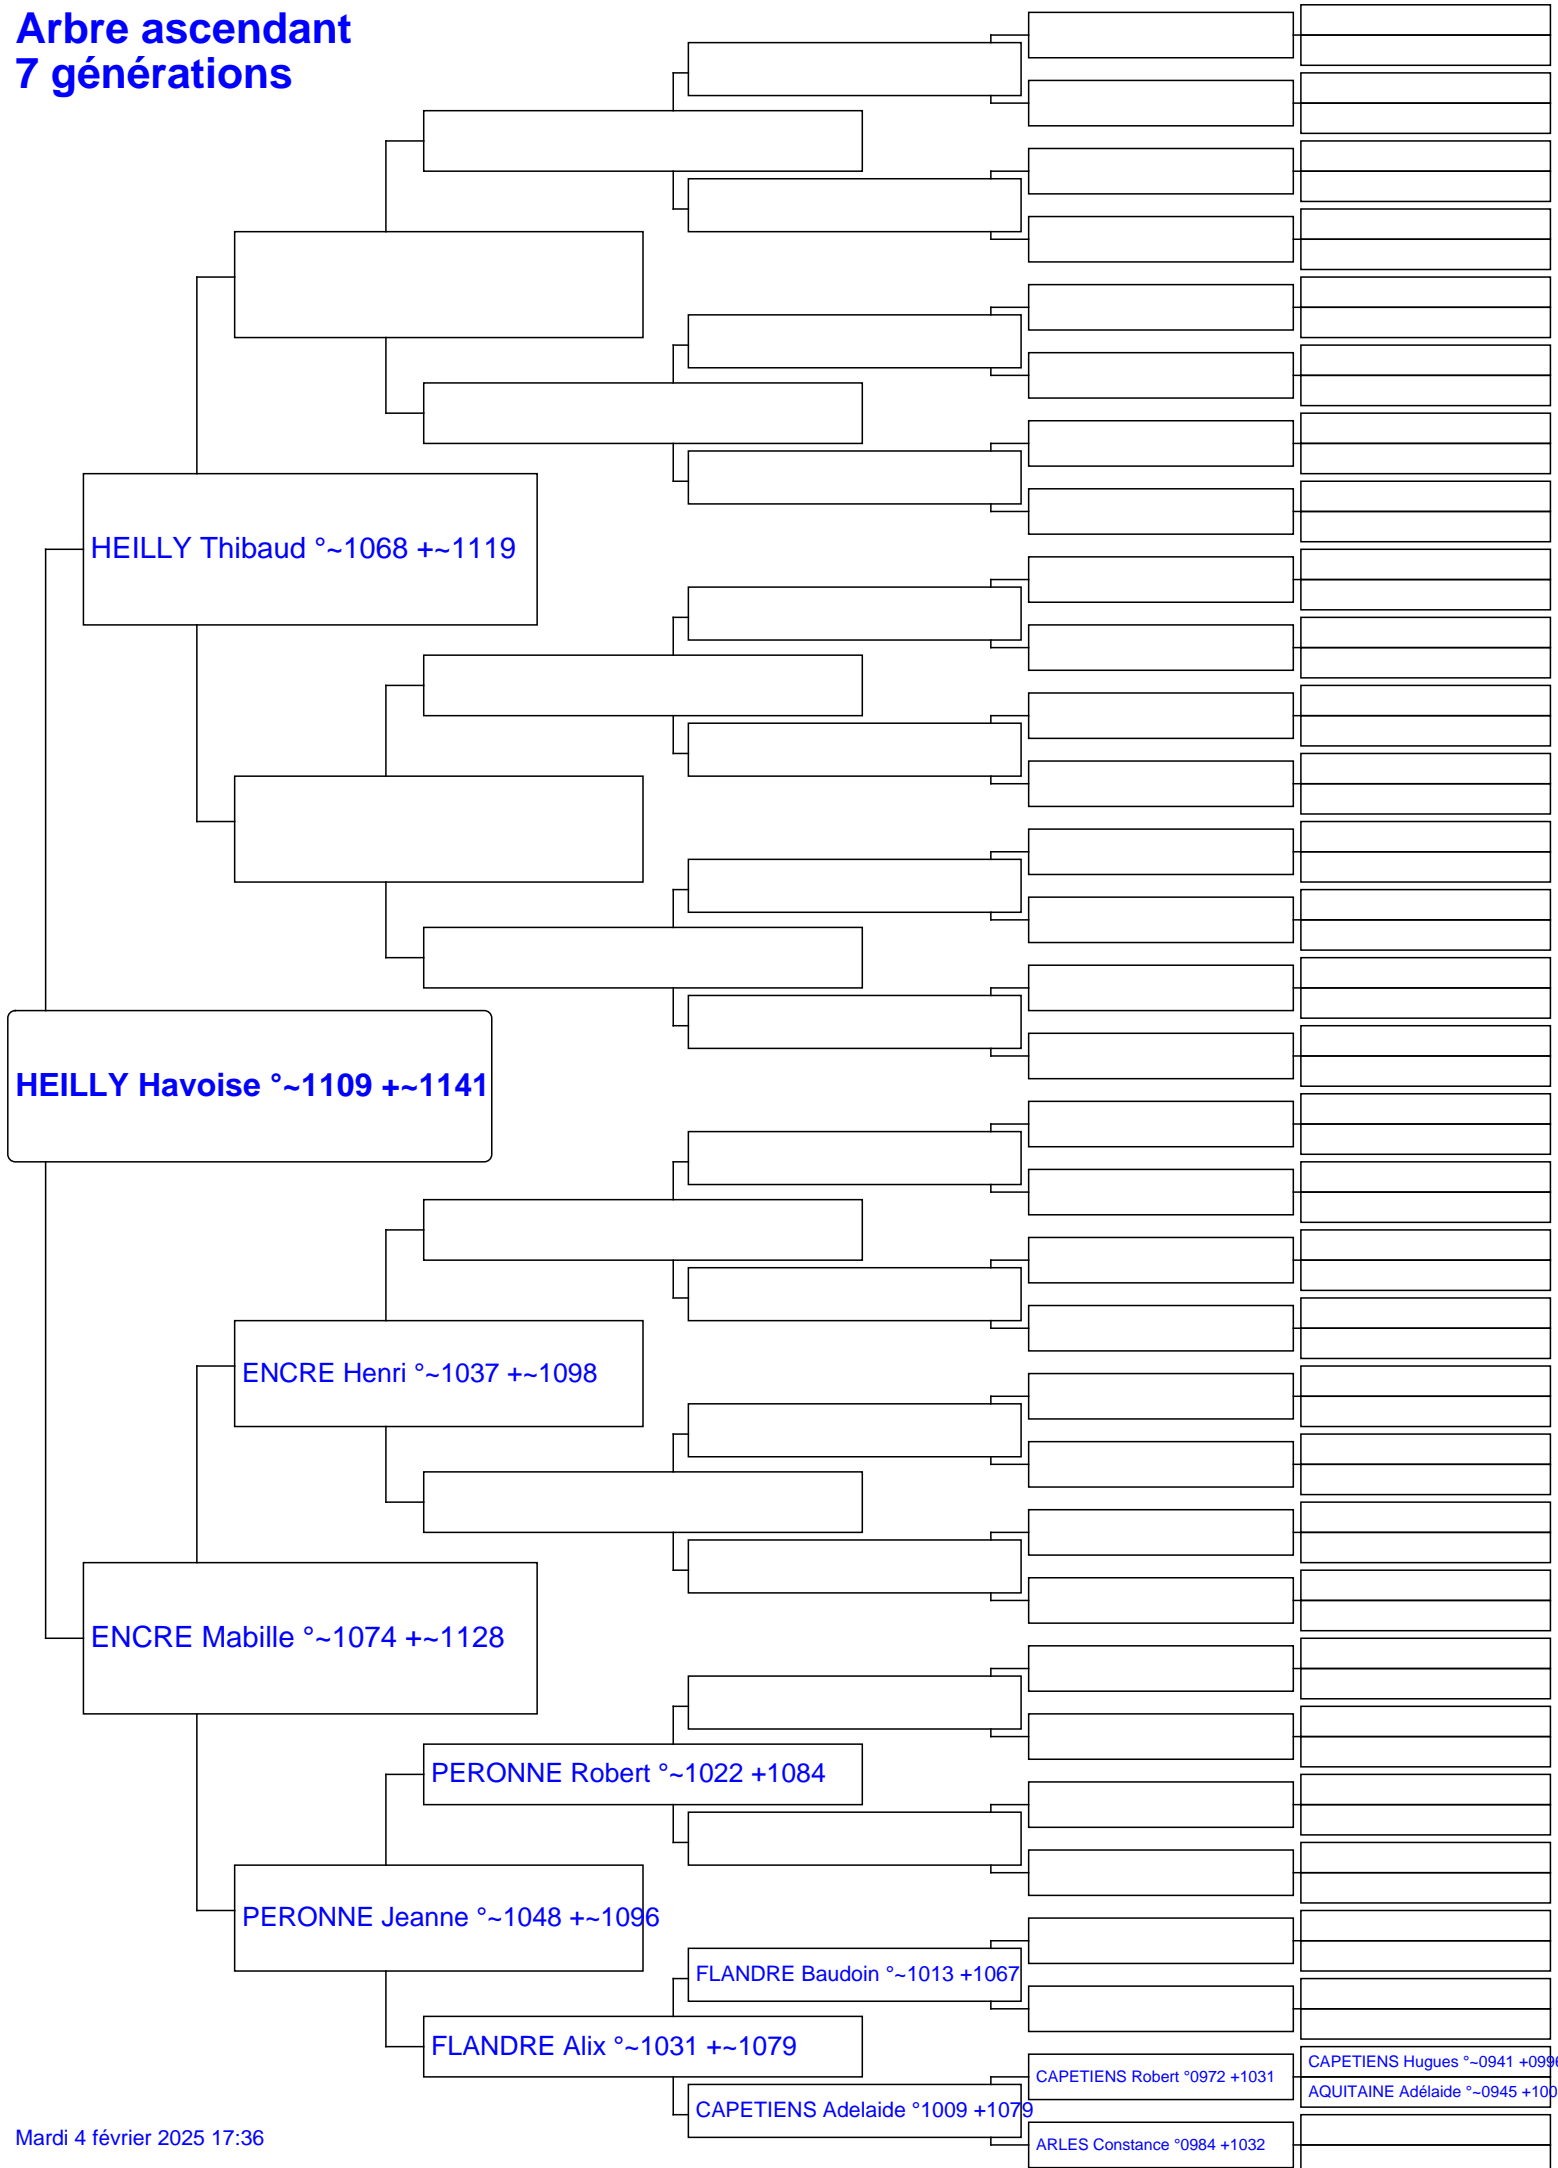 Arbre ascendant
7 générations
HEILLY Thibaud °~1068 +~1119
HEILLY Havoise °~1109 +~1141
ENCRE Henri °~1037 +~1098
ENCRE Mabille °~1074 +~1128
PERONNE Robert °~1022 +1084
PERONNE Jeanne °~1048 +~1096
FLANDRE Baudoin °~1013 +1067
FLANDRE Alix °~1031 +~1079
CAPETIENS Hugues °~0941 +0996
CAPETIENS Robert °0972 +1031
AQUITAINE Adélaide °~0945
CAPETIENS Adelaide °1009 +1079
ARLES Constance °0984 +1032
Mardi 4 février 2025 17:36